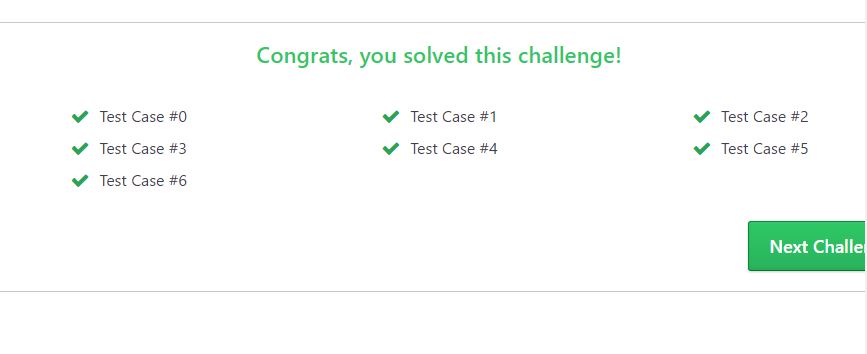 Congrats, you solved this challenge!
Test Case #0 Test Case #1 Test Case #2
Test Case #3 Test Case #4 Test Case #5
Test Case #6
Next Challe